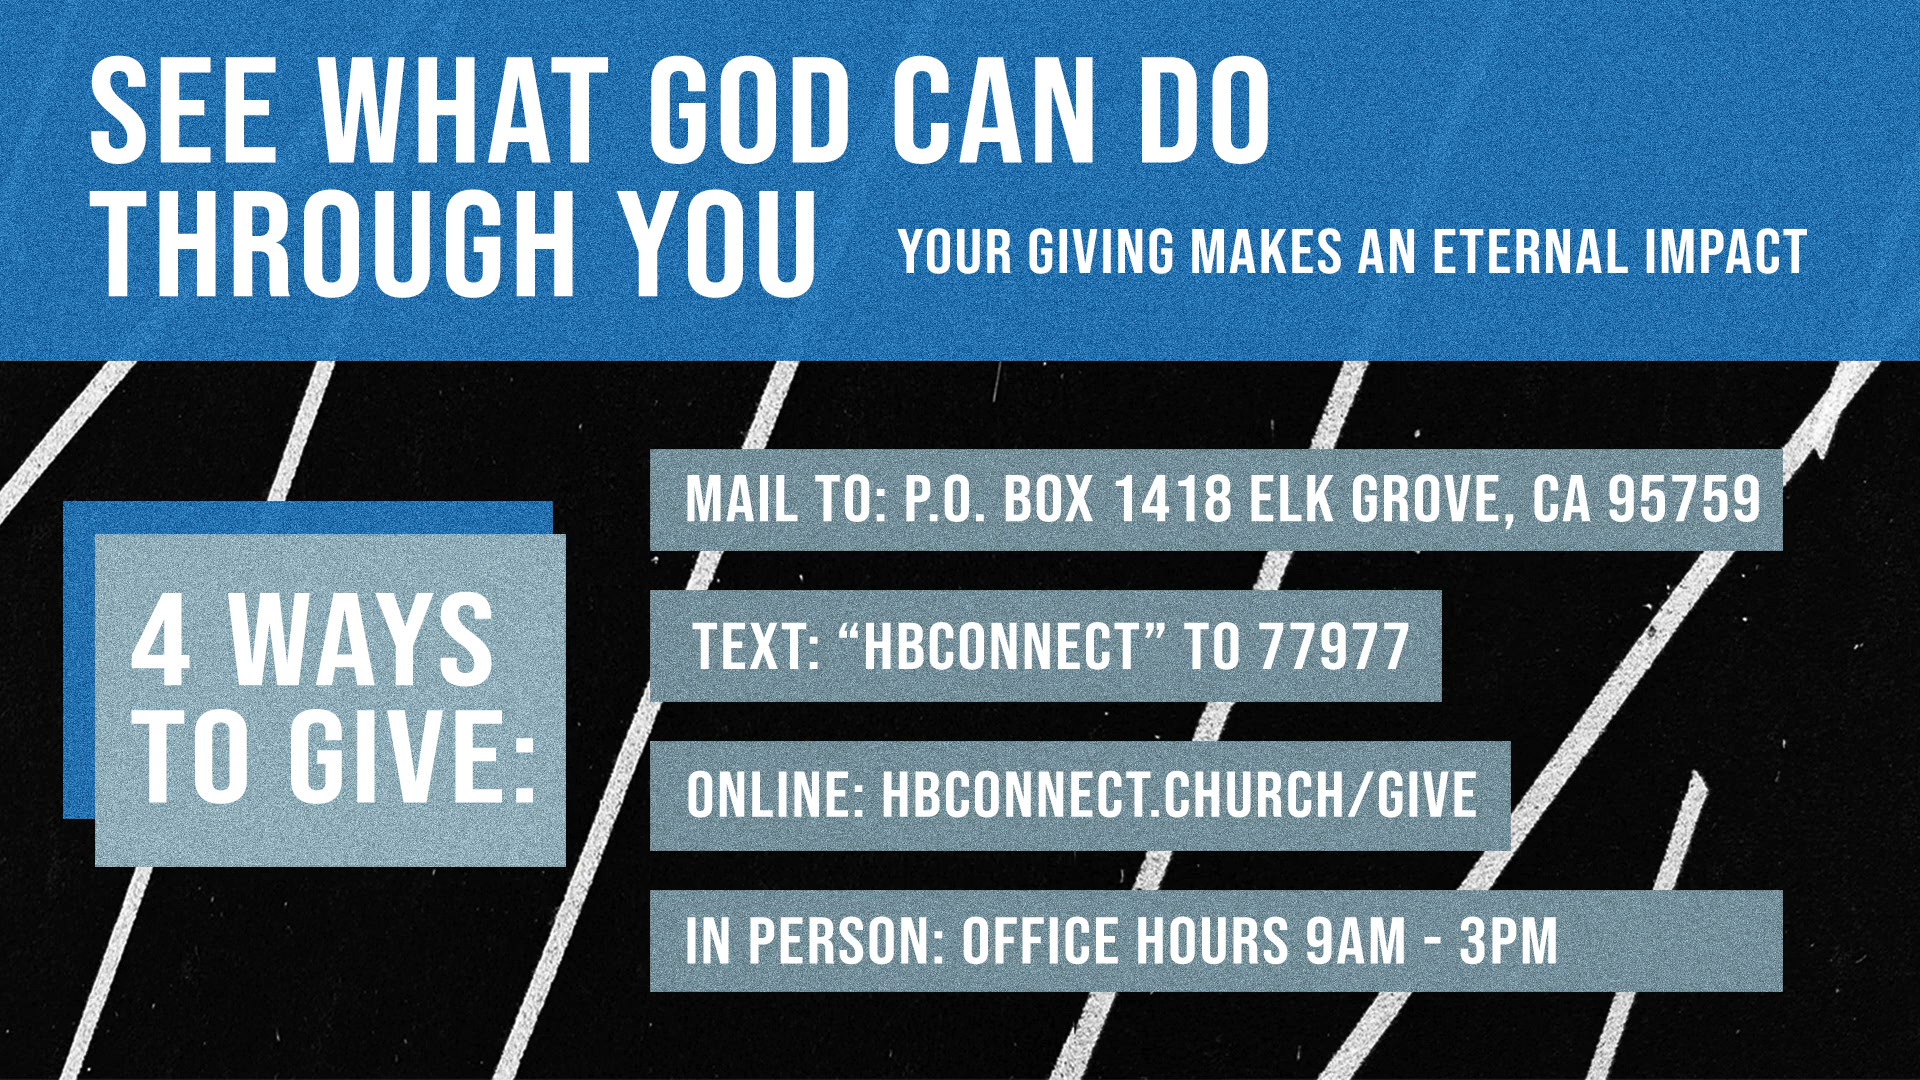 SEE WHAT GOD CAN DO
THROUGH YOU
YOUR GIVING MAKES AN ETERNAL IMPACT
4 WAYS
TO GIVE:
MAIL TO: P.O. BOX 1418 ELK GROVE, CA 95759
TEXT: “HBCONNECT” TO 77977
ONLINE: HBCONNECT.CHURCH/GIVE
IN PERSON: OFFICE HOURS 9AM - 3PM